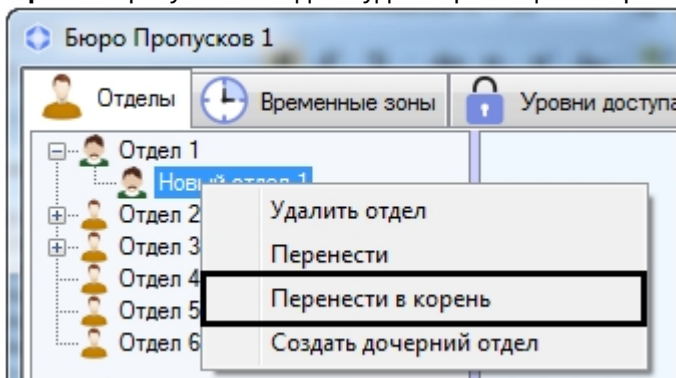 Бюро Пропусков 1
Отделы Временные зоны Уровни доступа
Отдел 1
Новый отдел 1
Отдел 2 Удалить отдел
Отдел 3 Перенести
Отдел 4 Перенести в корень
Отдел 5
Отдел 6 Создать дочерний отдел